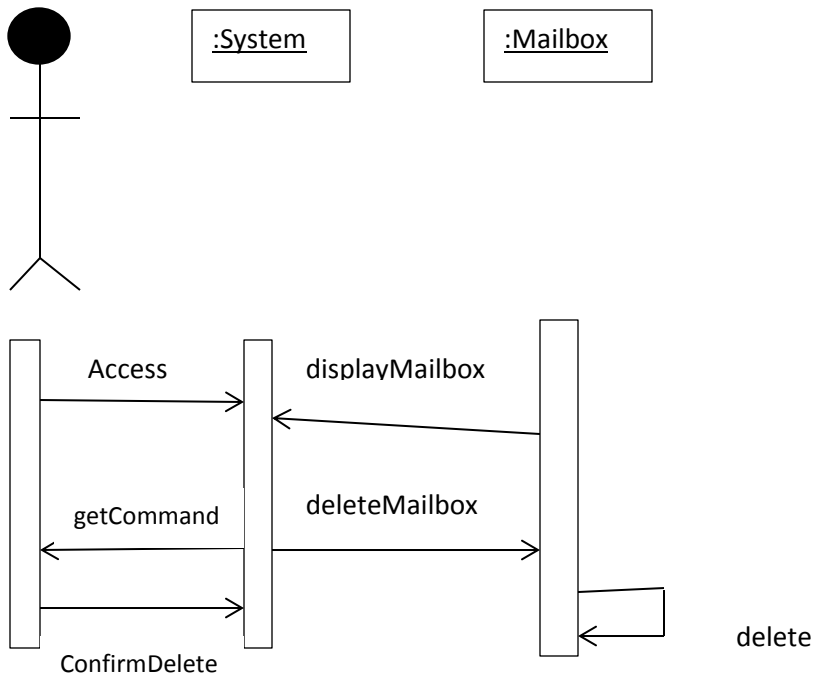 :System
:Mailbox
Access
displayMailbox
getCommand
deleteMailbox
delete
ConfirmDelete